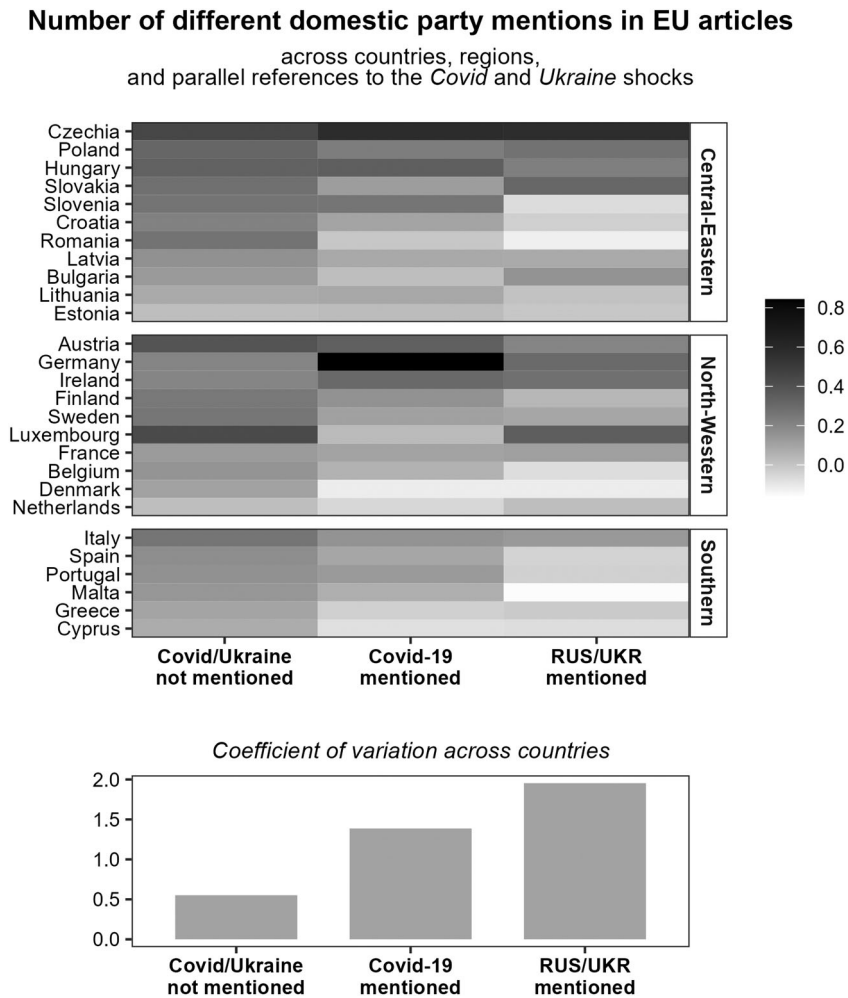 Number of different domestic party mentions in EU articles
across countries, regions,
and parallel references to the Covid and Ukraine shocks
Czechia
Poland
Hungary
Slovakia
Slovenia
Croatia
Romania
Latvia
Bulgaria
Lithuania
Estonia
Central-Eastern
Austria
Germany
Ireland
Finland
Sweden
Luxembourg
France
Belgium
Denmark
Netherlands
North-Western
Italy
Spain
Portugal
Malta
Greece
Cyprus
Southern
Covid/Ukraine
not mentioned
Covid-19
mentioned
RUS/UKR
mentioned
0.8
0.6
0.4
0.2
0.0
Coefficient of variation across countries
2.0
1.5
1.0
0.5
0.0
Covid/Ukraine
not mentioned
Covid-19
mentioned
RUS/UKR
mentioned